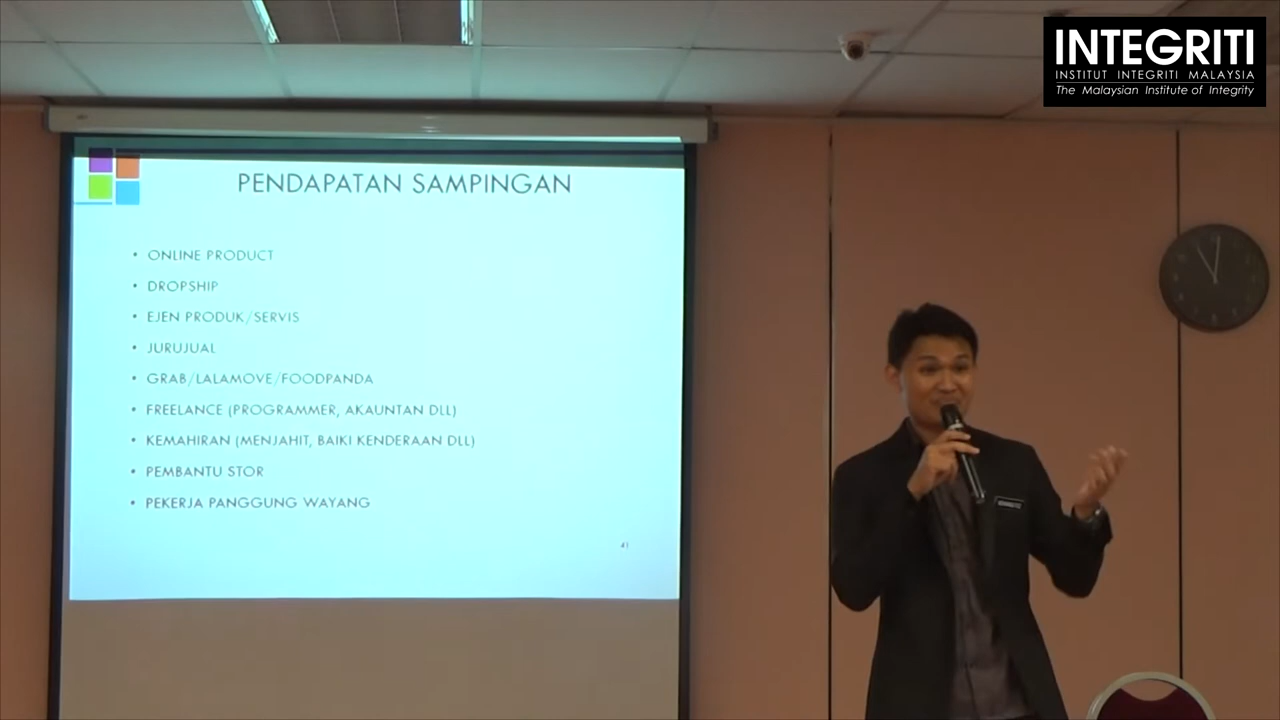 INTEGRITI
INSTITUT INTEGRITI MALAYSIA
The Malaysian Institute of Integrity
PENDAPATAN SAMPINGAN
• ONLINE PRODUCT
• DROPSHIP
• EJEN PRODUK/SERVIS
• JURUJUAL
• GRAB/LALAMOVE/FOODPANDA
• FREELANCE (PROGRAMMER, AKAUNTAN DLL)
• KEMAHIRAN (MENJAHIT, BAIKI KENDERAAN DLL)
• PEMBANTU STOR
• PEKERJA PANGGUNG WAYANG
41